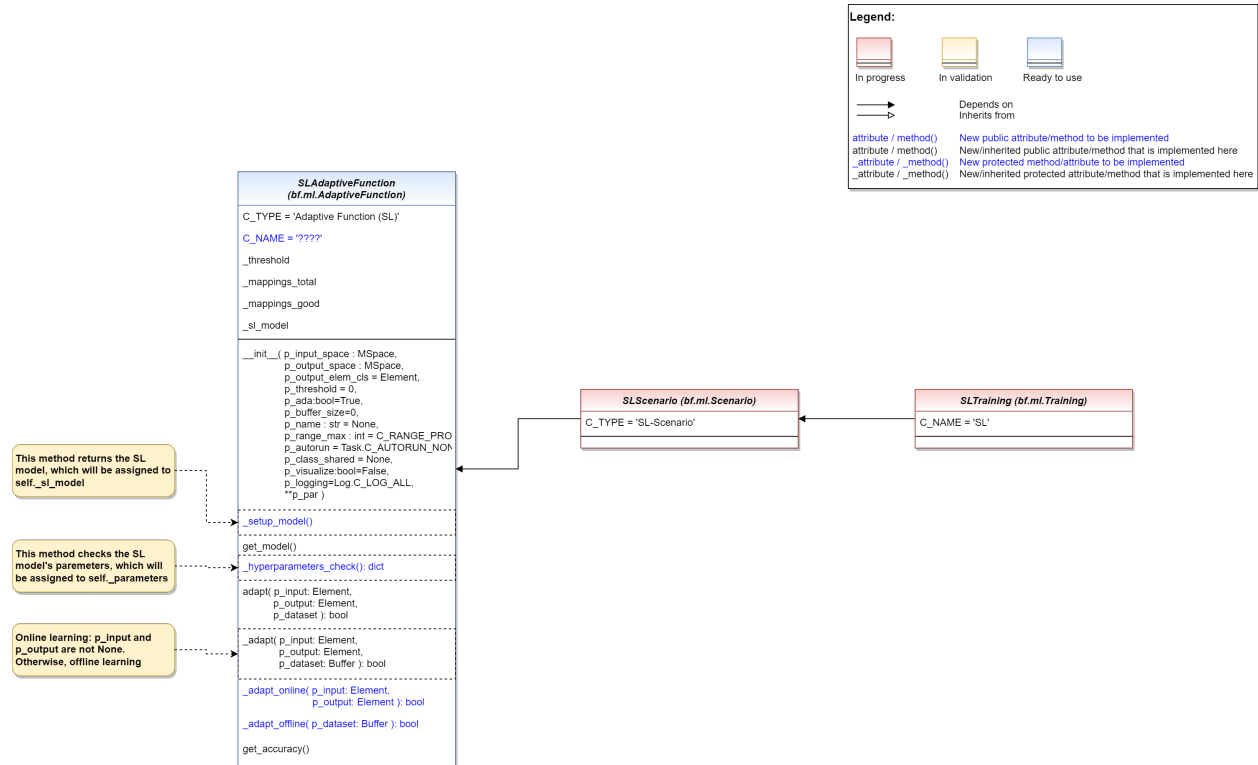 Legend:
In progress
In validation
Ready to use
Depends on
Inherits from
attribute / method() New public attribute/method to be implemented
attribute / method() New/inherited public attribute/method that is implemented here
_attribute / _method() New protected method/attribute to be implemented
_attribute / _method() New/inherited protected attribute/method that is implemented here
SLAdaptiveFunction
(bf.ml.AdaptiveFunction)
C_TYPE = 'Adaptive Function (SL)'
C_NAME = '????'
_threshold
_mappings_total
_mappings_good
_sl_model
__init__( p_input_space : MSpace,
p_output_space : MSpace,
p_output_elem_cls = Element,
p_threshold = 0,
p_ada:bool=True,
p_buffer_size=0,
p_name : str = None,
p_range_max : int = C_RANGE_PRO
p_autorun = Task.C_AUTORUN_NON
p_class_shared = None,
p_visualize:bool=False,
p_logging=Log.C_LOG_ALL,
**p_par )
_setup_model()
get_model()
_hyperparameters_check(): dict
adapt( p_input: Element,
p_output: Element,
p_dataset ): bool
_adapt( p_input: Element,
p_output: Element,
p_dataset: Buffer ): bool
_adapt_online( p_input: Element,
p_output: Element ): bool
_adapt_offline( p_dataset: Buffer ): bool
get_accuracy()
This method returns the SL
model, which will be assigned to
self._sl_model
This method checks the SL
model's paremeters, which will
be assigned to self._parameters
Online learning: p_input and
p_output are not None.
Otherwise, offline learning
SLScenario (bf.ml.Scenario)
C_TYPE = 'SL-Scenario'
SLTraining (bf.ml.Training)
C_NAME = 'SL'